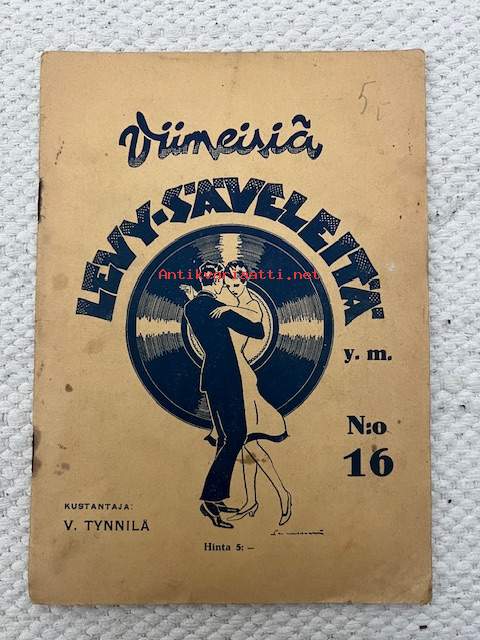 5,-
Viimeisiä
LEVY-SÄVELEITÄ
Antikvariaatti.net
y. m.
N:o
16
KUSTANTAJA:
V. TYNNILÄ
Hinta 5: —